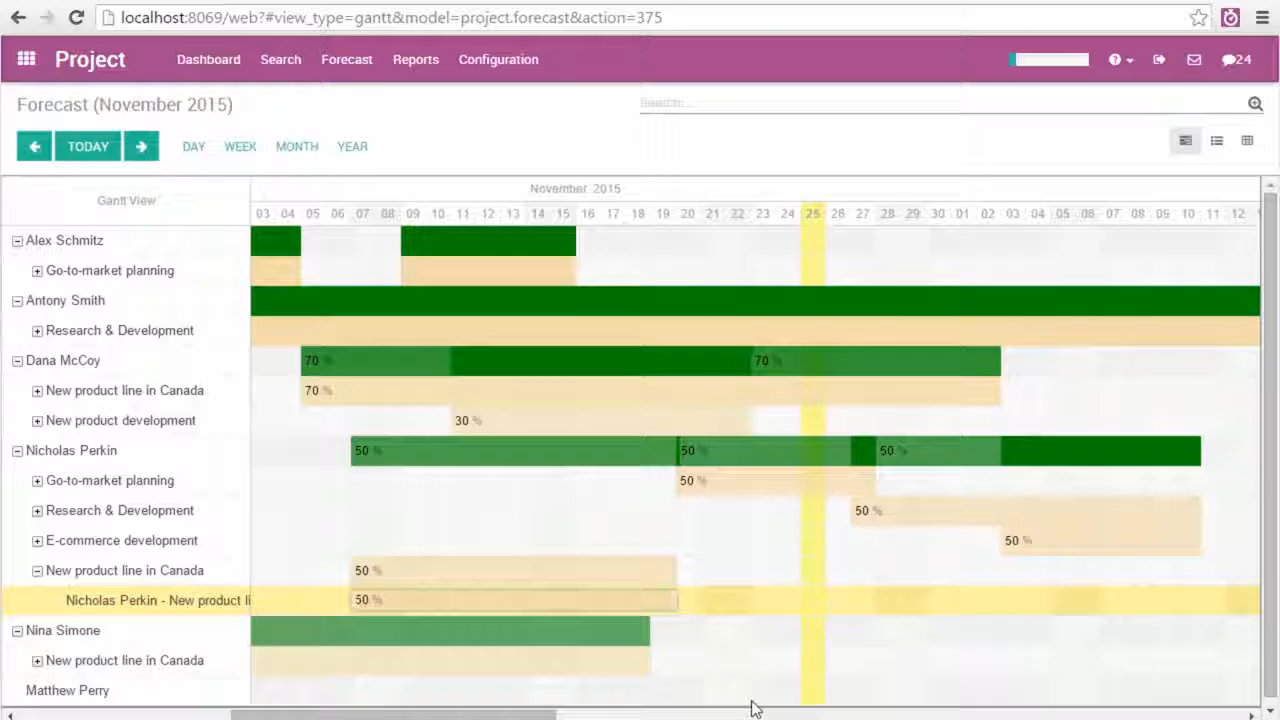 localhost:8069/web?#view_type=gantt&model=project.forecast&action=375
Project Dashboard Search Forecast Reports Configuration 24
Forecast (November 2015) Search...
TODAY DAY WEEK MONTH YEAR
November 2015
Gantt View
03 04 05 06 07 08 09 10 11 12 13 14 15 16 17 18 19 20 21 22 23 24 25 26 27 28 29 30 01 02 03 04 05 06 07 08 09 10 11 12
Alex Schmitz
Go-to-market planning
Antony Smith
Research & Development
Dana McCoy 70 % 70 %
New product line in Canada 70 %
New product development 30 %
Nicholas Perkin 50 % 50 % 50 %
Go-to-market planning 50 %
Research & Development 50 %
E-commerce development 50 %
New product line in Canada 50 %
Nicholas Perkin - New product li 50 %
Nina Simone
New product line in Canada
Matthew Perry